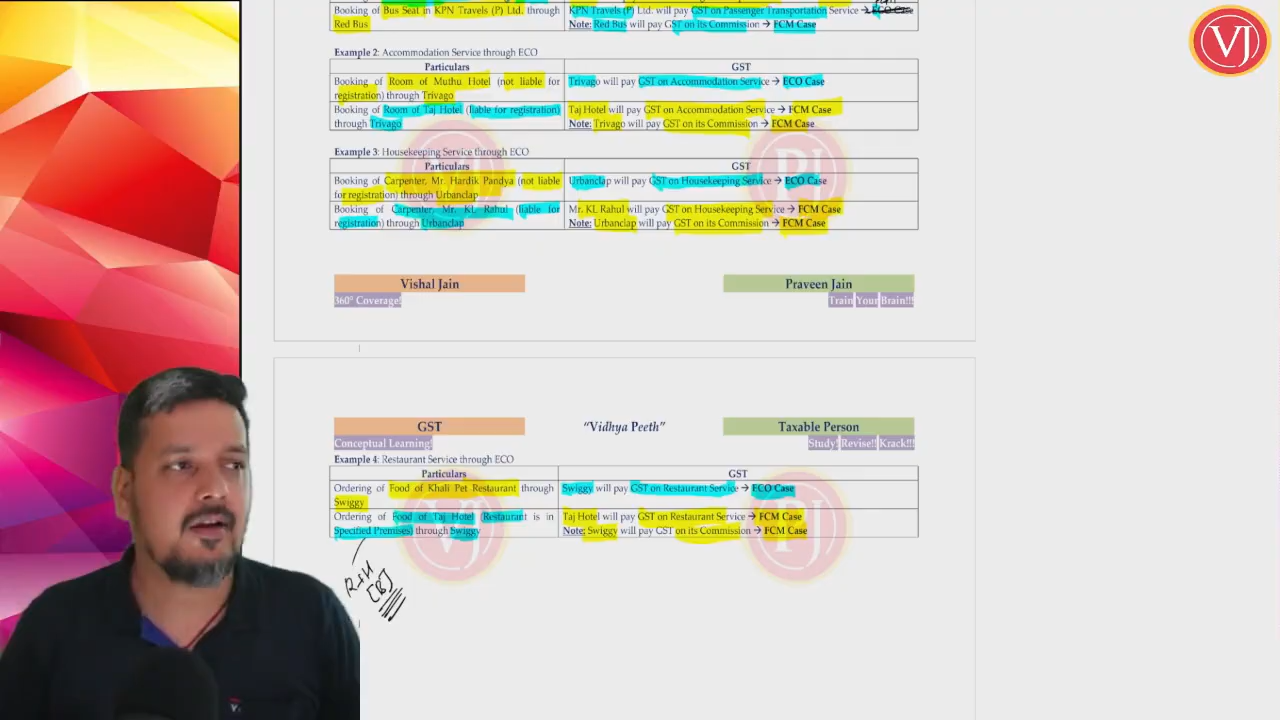 Booking of Bus Seat in KPN Travels (P) Ltd. through Red Bus
KPN Travels (P) Ltd. will pay GST on Passenger Transportation Service →
Note: Red Bus will pay GST on its Commission → FCM Case
VJ
Example 2: Accommodation Service through ECO
Particulars
GST
Booking of Room of Muthu Hotel (not liable for registration) through Trivago
Trivago will pay GST on Accommodation Service → ECO Case
Booking of Room of Taj Hotel (liable for registration) through Trivago
Taj Hotel will pay GST on Accommodation Service → FCM Case
Note: Trivago will pay GST on its Commission → FCM Case
Example 3: Housekeeping Service through ECO
Particulars
GST
Booking of Carpenter, Mr. Hardik Pandya (not liable for registration) through Urbanclap
Urbanclap will pay GST on Housekeeping Service → ECO Case
Booking of Carpenter, Mr. KL Rahul (liable for registration) through Urbanclap
Mr. KL Rahul will pay GST on Housekeeping Service → FCM Case
Note: Urbanclap will pay GST on its Commission → FCM Case
Vishal Jain
Praveen Jain
360° Coverage!
Train Your Brain!!!
GST
"Vidhya Peeth"
Taxable Person
Conceptual Learning!
Study! Revise!! Krack!!!
Example 4: Restaurant Service through ECO
Particulars
GST
Ordering of Food of Khali Pet Restaurant through Swiggy
Swiggy will pay GST on Restaurant Service → ECO Case
Ordering of Food of Taj Hotel (Restaurant is in Specified Premises) through Swiggy
Taj Hotel will pay GST on Restaurant Service → FCM Case
Note: Swiggy will pay GST on its Commission → FCM Case
[B]